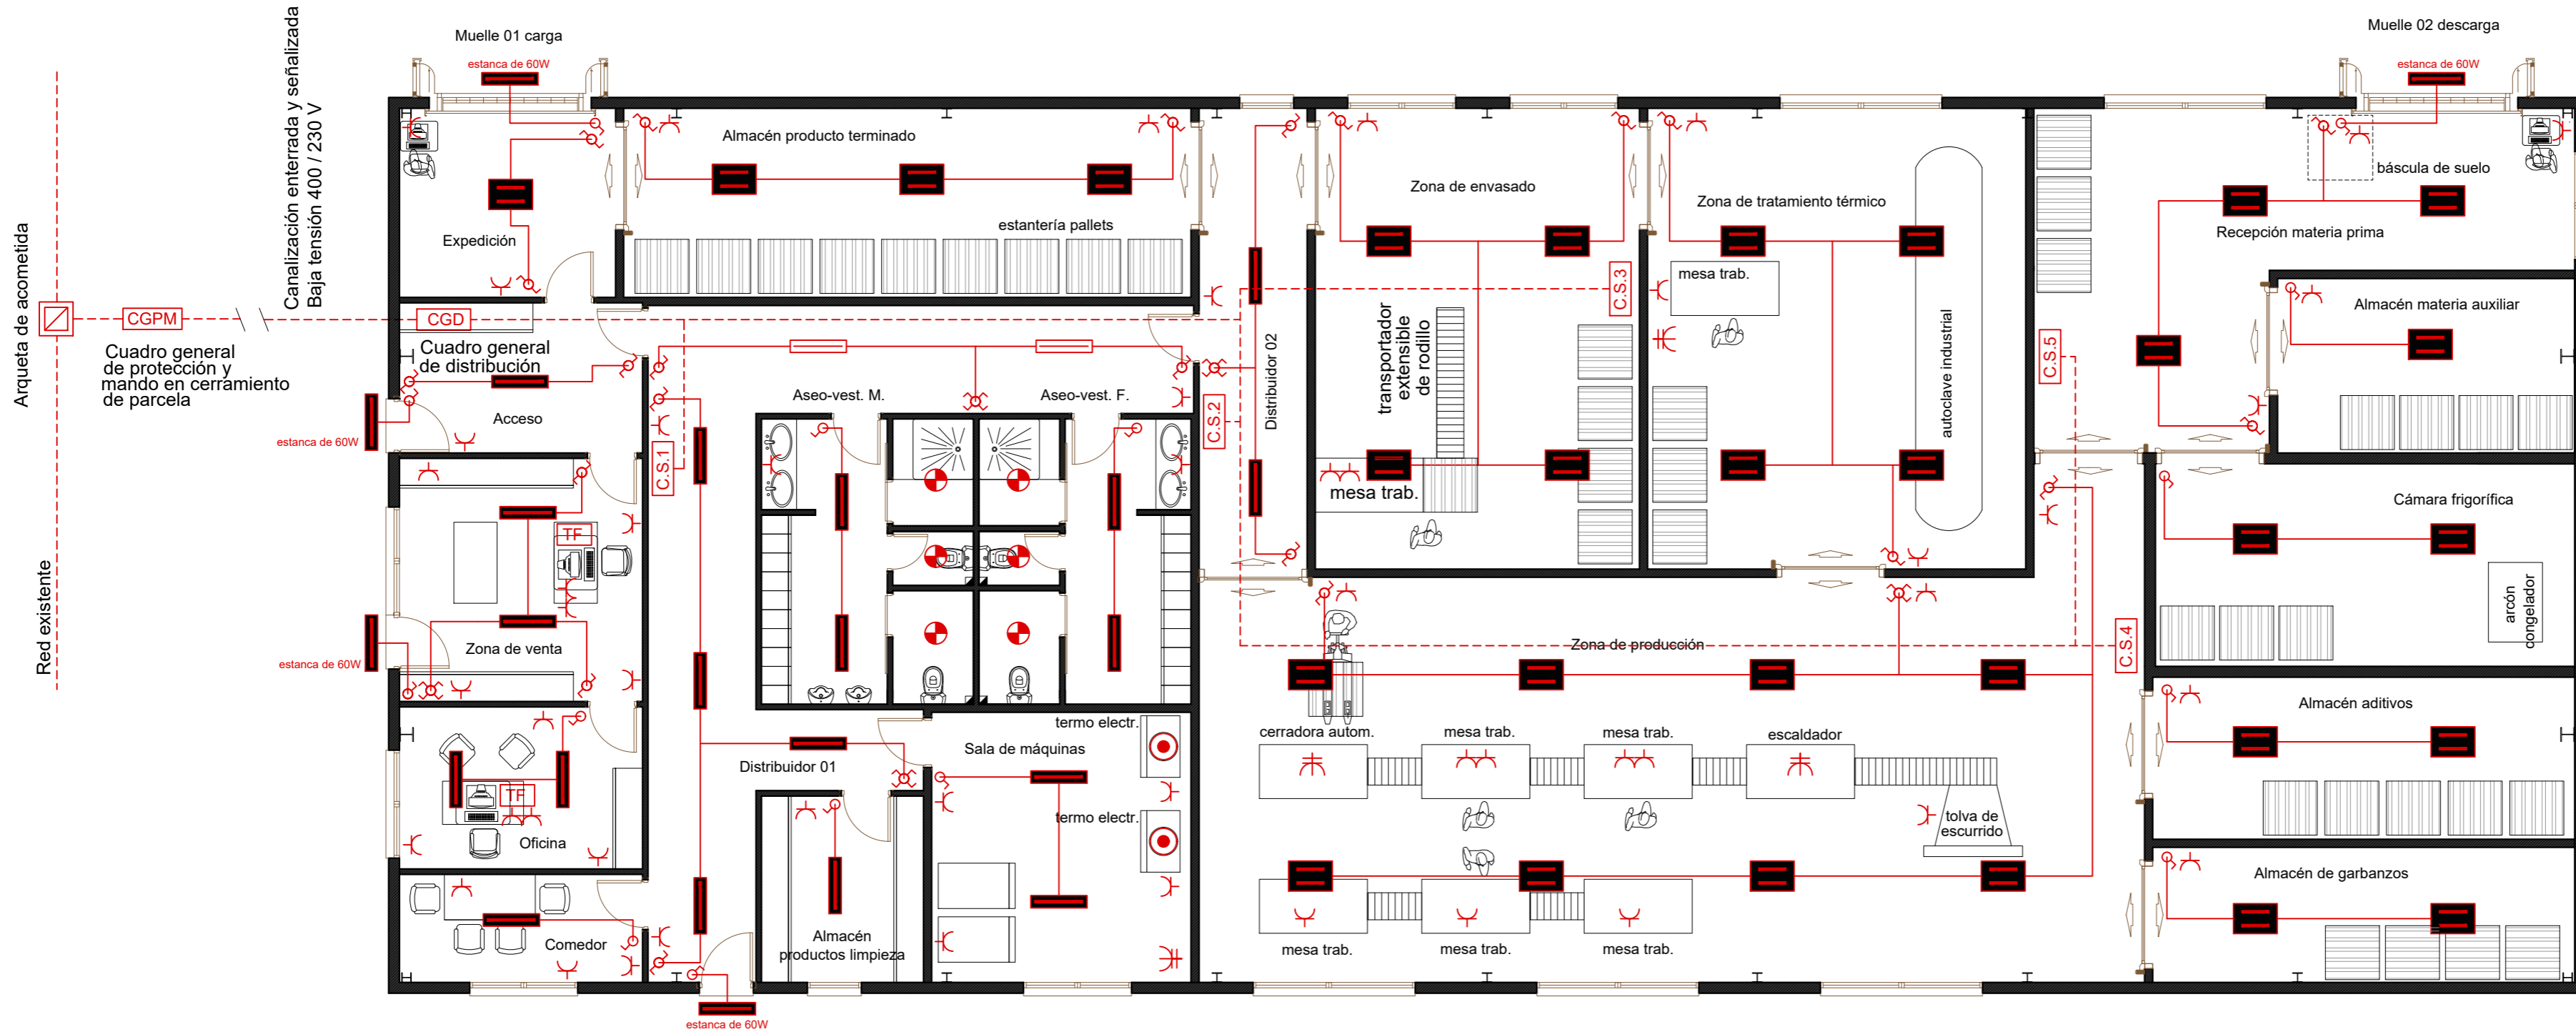 Muelle 01 carga
estanca de 60W
Muelle 02 descarga
estanca de 60W
Canalización enterrada y señalizada
Baja tensión 400 / 230 V
Arqueta de acometida
Red existente
CGPM
Cuadro general
de protección y
mando en cerramiento
de parcela
CGD
Cuadro general
de distribución
Expedición
Almacén producto terminado
estantería pallets
Acceso
estanca de 60W
C.S.1
Aseo-vest. M.
Aseo-vest. F.
C.S.2
Distribuidor 02
Zona de envasado
C.S.3
transportador
extensible
de rodillo
mesa trab.
Zona de tratamiento térmico
mesa trab.
autoclave industrial
báscula de suelo
Recepción materia prima
Almacén materia auxiliar
C.S.5
Cámara frigorífica
arcón
congelador
TF
Zona de venta
estanca de 60W
Zona de producción
C.S.4
TF
Oficina
Comedor
Distribuidor 01
Sala de máquinas
termo electr.
termo electr.
Almacén
productos limpieza
estanca de 60W
cerradora autom.
mesa trab.
mesa trab.
escaldador
tolva de
escurrido
mesa trab.
mesa trab.
mesa trab.
Almacén aditivos
Almacén de garbanzos